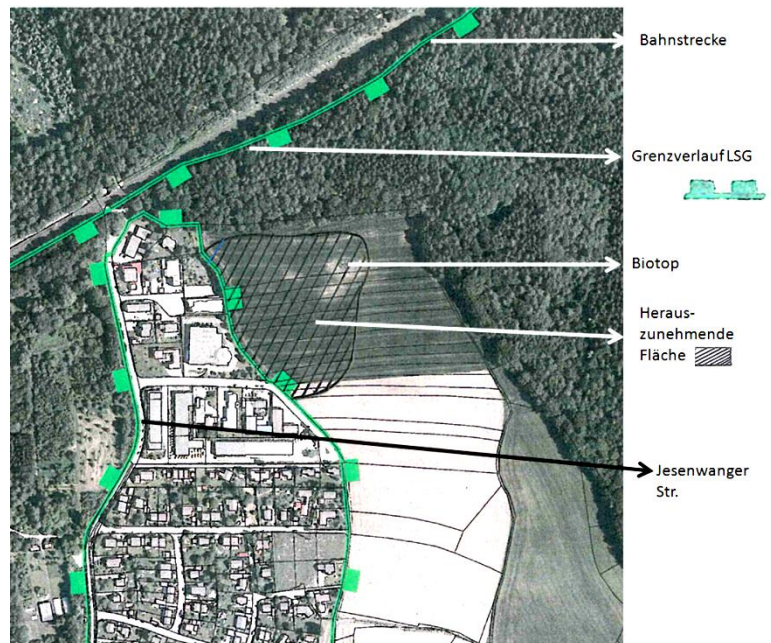 Bahnstrecke
Grenzverlauf LSG
Biotop
Heraus-
zunehmende
Fläche
Jesenwanger
Str.